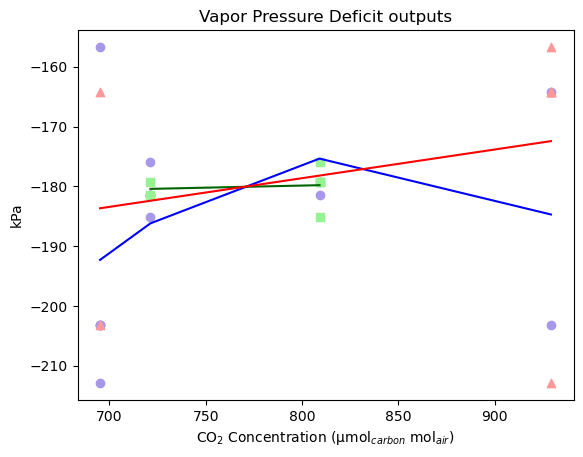 Vapor Pressure Deficit outputs
kPa
−160
−170
−180
−190
−200
−210
700 750 800 850 900
CO₂ Concentration (μmol_carbon mol_air)